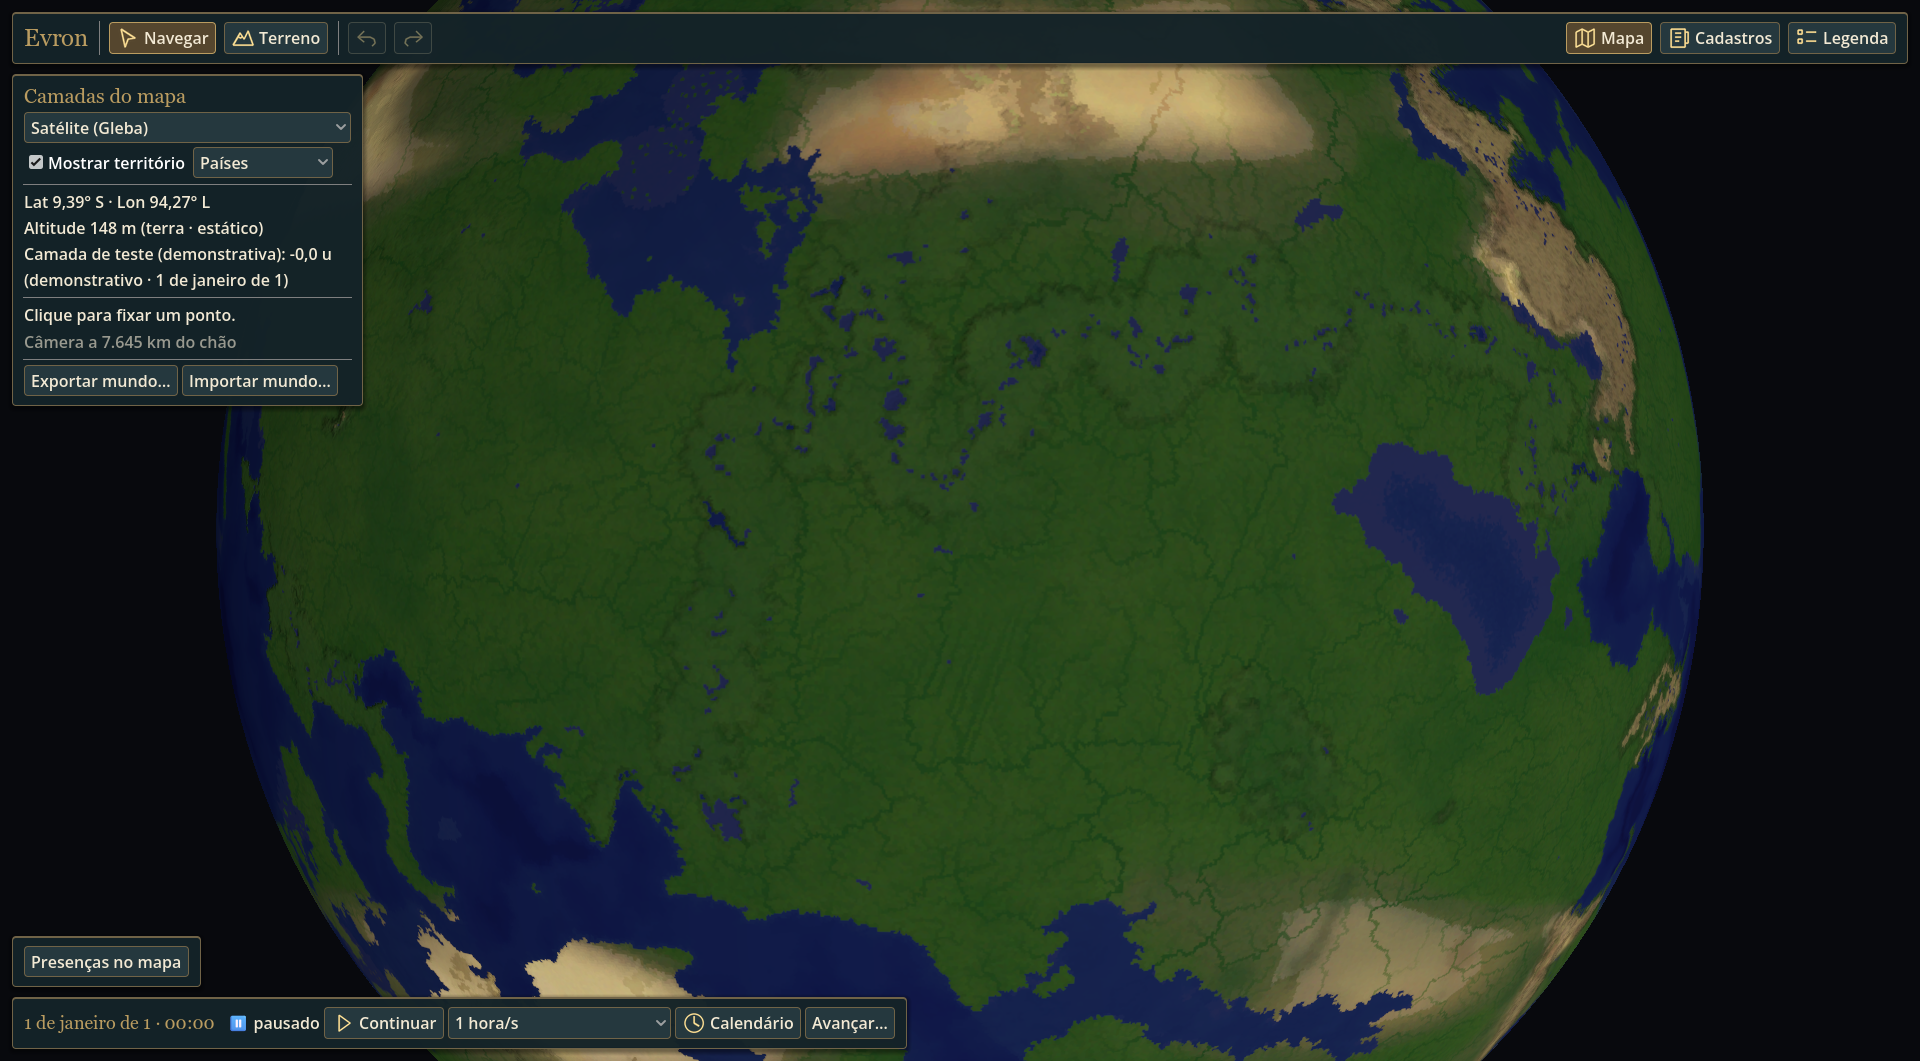 Evron
Navegar
Terreno
Mapa
Cadastros
Legenda
Camadas do mapa
Satélite (Gleba)
Mostrar território
Países
Lat 9,39° S · Lon 94,27° L
Altitude 148 m (terra · estático)
Camada de teste (demonstrativa): -0,0 u
(demonstrativo · 1 de janeiro de 1)
Clique para fixar um ponto.
Câmera a 7.645 km do chão
Exportar mundo...
Importar mundo...
Presenças no mapa
1 de janeiro de 1 · 00:00
pausado
Continuar
1 hora/s
Calendário
Avançar...